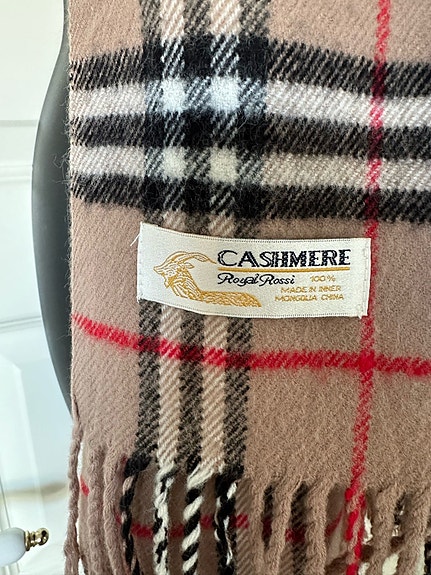 CASHMERE
Royal Rossi 100%
MADE IN INNER
MONGOLIA CHINA